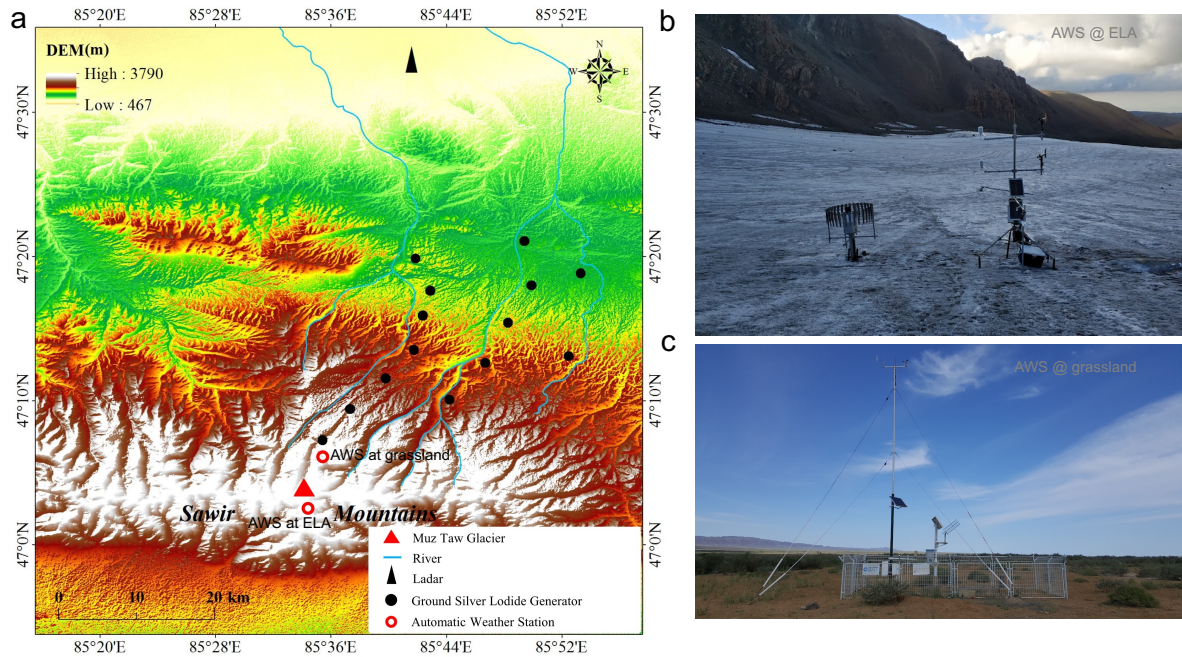 a
85°20'E 85°28'E 85°36'E 85°44'E 85°52'E
DEM(m)
High : 3790
Low : 467
N
W E
S
47°30'N 47°30'N
47°20'N 47°20'N
47°10'N 47°10'N
47°0'N 47°0'N
AWS at grassland
Sawir Mountains
AWS at ELA
Muz Taw Glacier
River
Ladar
Ground Silver Lodide Generator
Automatic Weather Station
0 10 20 km
85°20'E 85°28'E 85°36'E 85°44'E 85°52'E
b
AWS @ ELA
c
AWS @ grassland